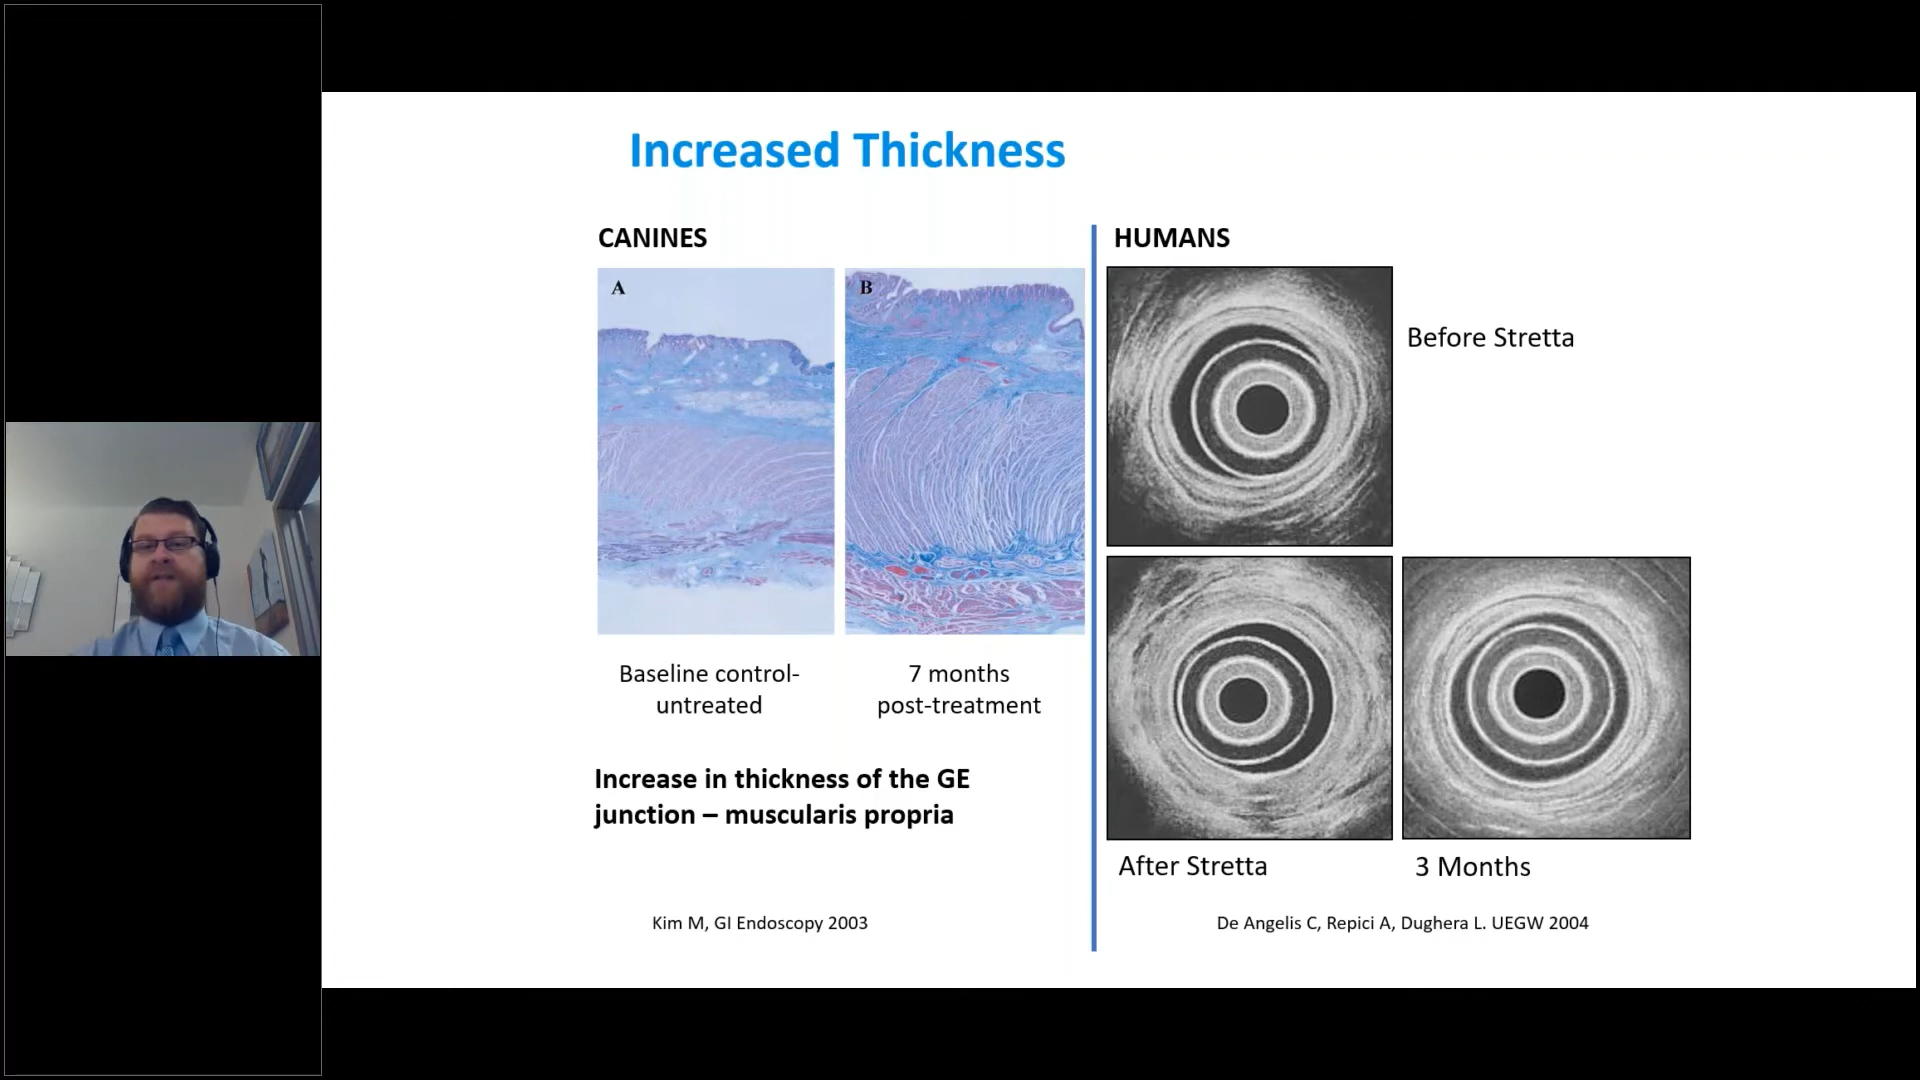 Increased Thickness
CANINES
A
B
Baseline control-
untreated
7 months
post-treatment
Increase in thickness of the GE
junction – muscularis propria
Kim M, GI Endoscopy 2003
HUMANS
Before Stretta
After Stretta
3 Months
De Angelis C, Repici A, Dughera L. UEGW 2004